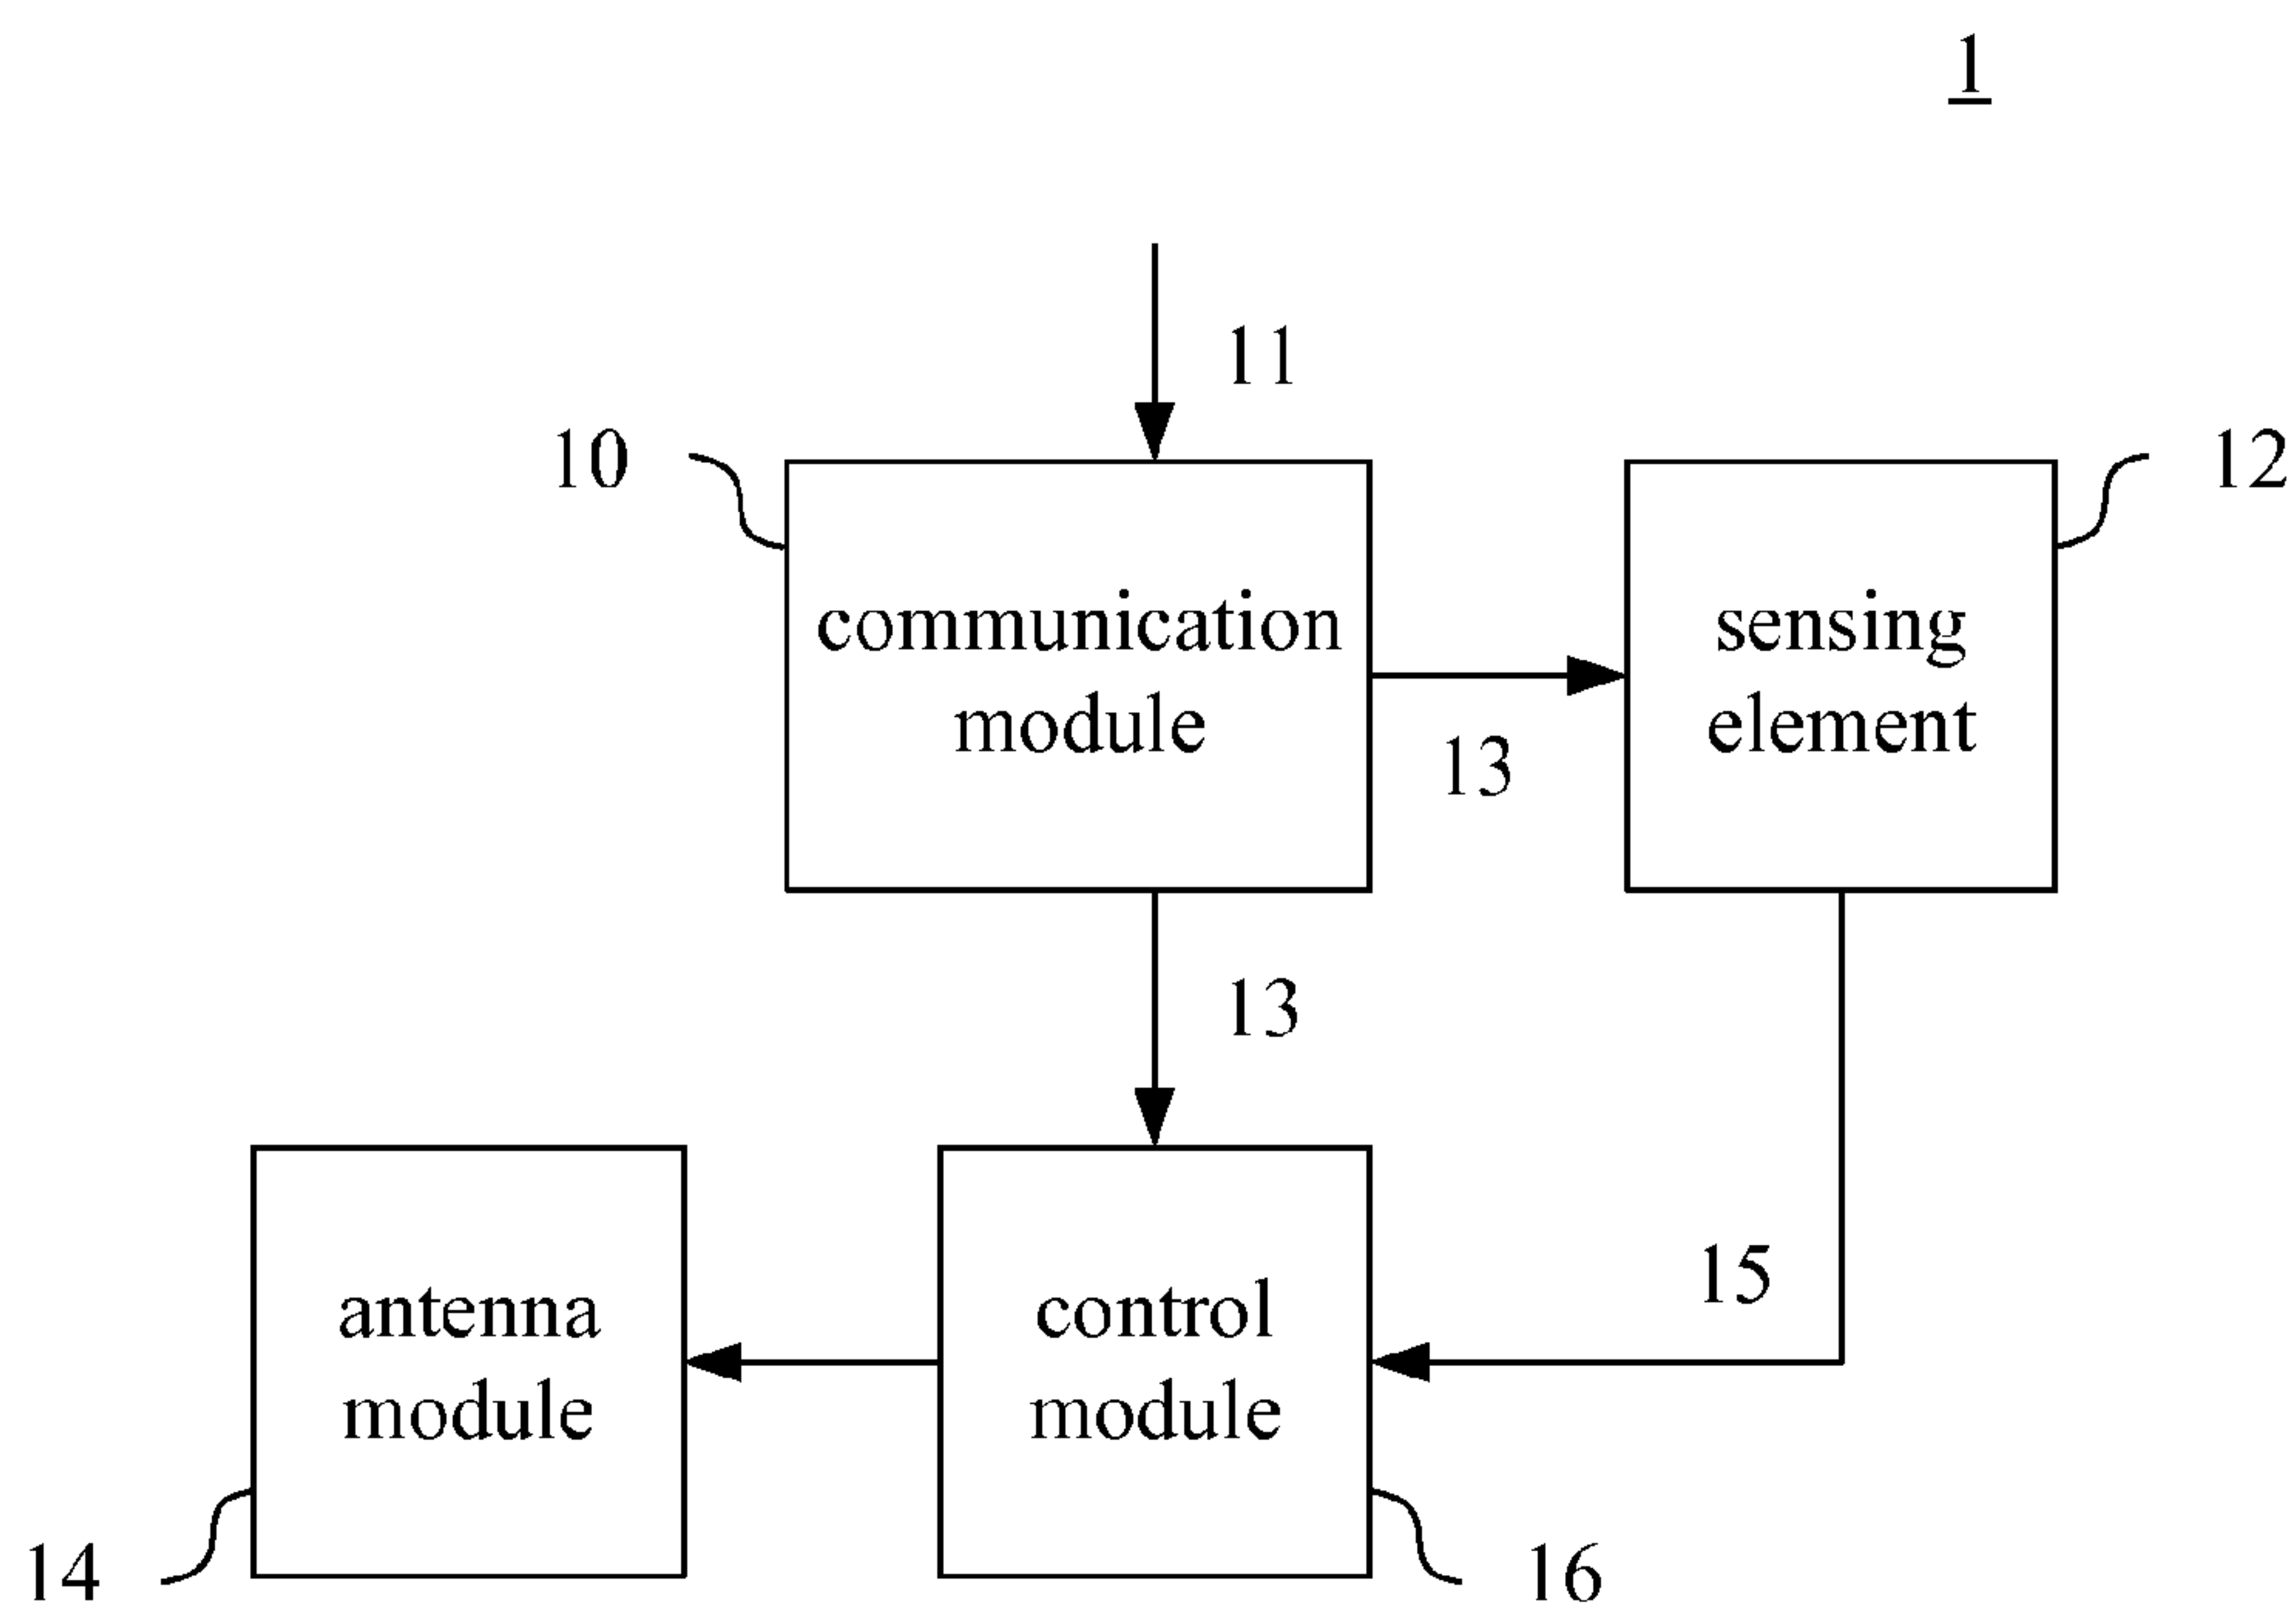 1
11
10
12
communication
module
sensing
element
13
13
15
antenna
module
control
module
14
16